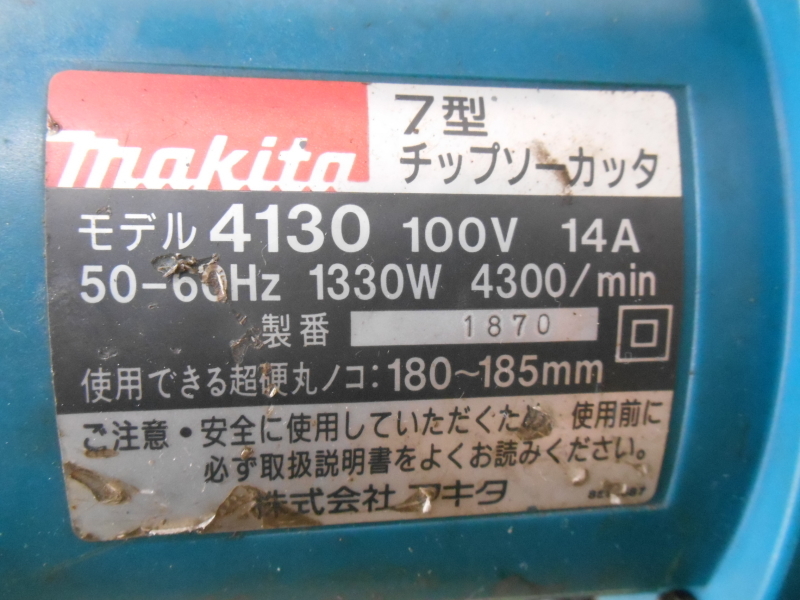 makita
7型
チップソーカッタ
モデル 4130 100V 14A
50-60Hz 1330W 4300/min
製番 1870
使用できる超硬丸ノコ:180~185mm
ご注意・安全に使用していただくため 使用前に
必ず取扱説明書をよくお読みください。
株式会社 マキタ